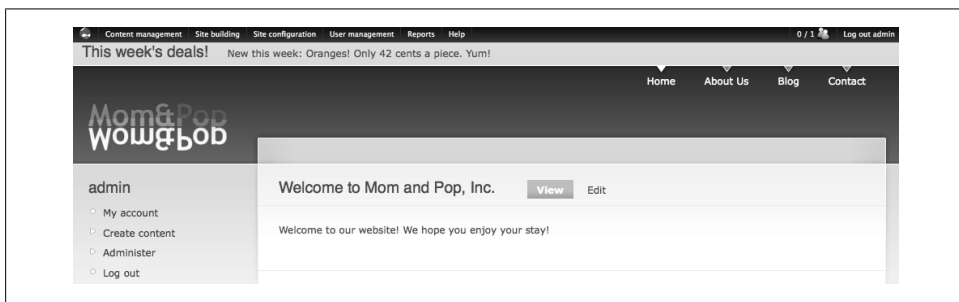 Content management Site building Site configuration User management Reports Help 0 / 1 Log out admin
This week's deals! New this week: Oranges! Only 42 cents a piece. Yum!
Home About Us Blog Contact
Mom&Pop
Mom&Pop
admin
My account
Create content
Administer
Log out
Welcome to Mom and Pop, Inc. View Edit
Welcome to our website! We hope you enjoy your stay!